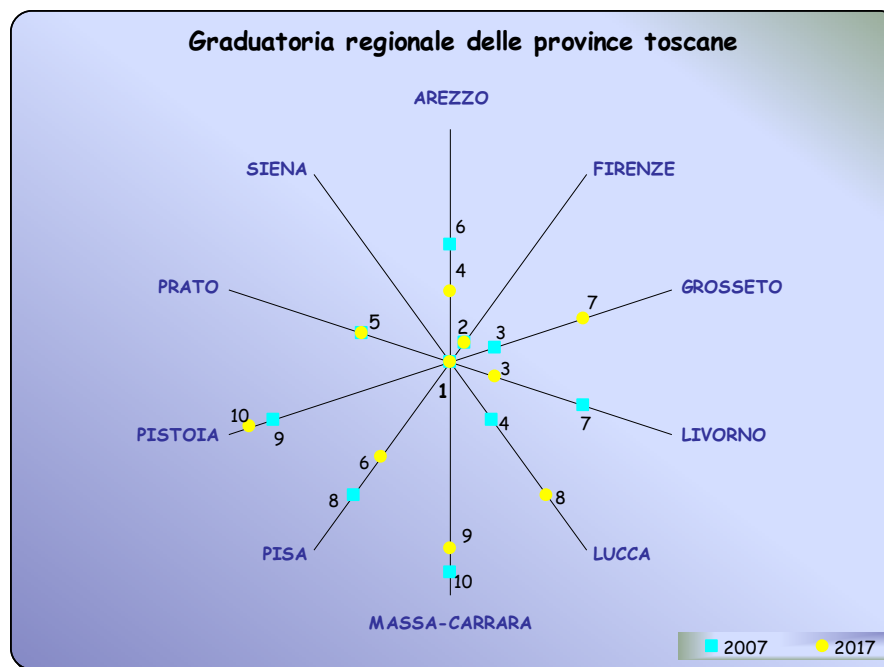 Graduatoria regionale delle province toscane
AREZZO
SIENA
FIRENZE
6
4
PRATO
GROSSETO
7
5
2
3
3
1
10
9
4
7
PISTOIA
LIVORNO
6
8
8
9
PISA
LUCCA
10
MASSA-CARRARA
2007
2017